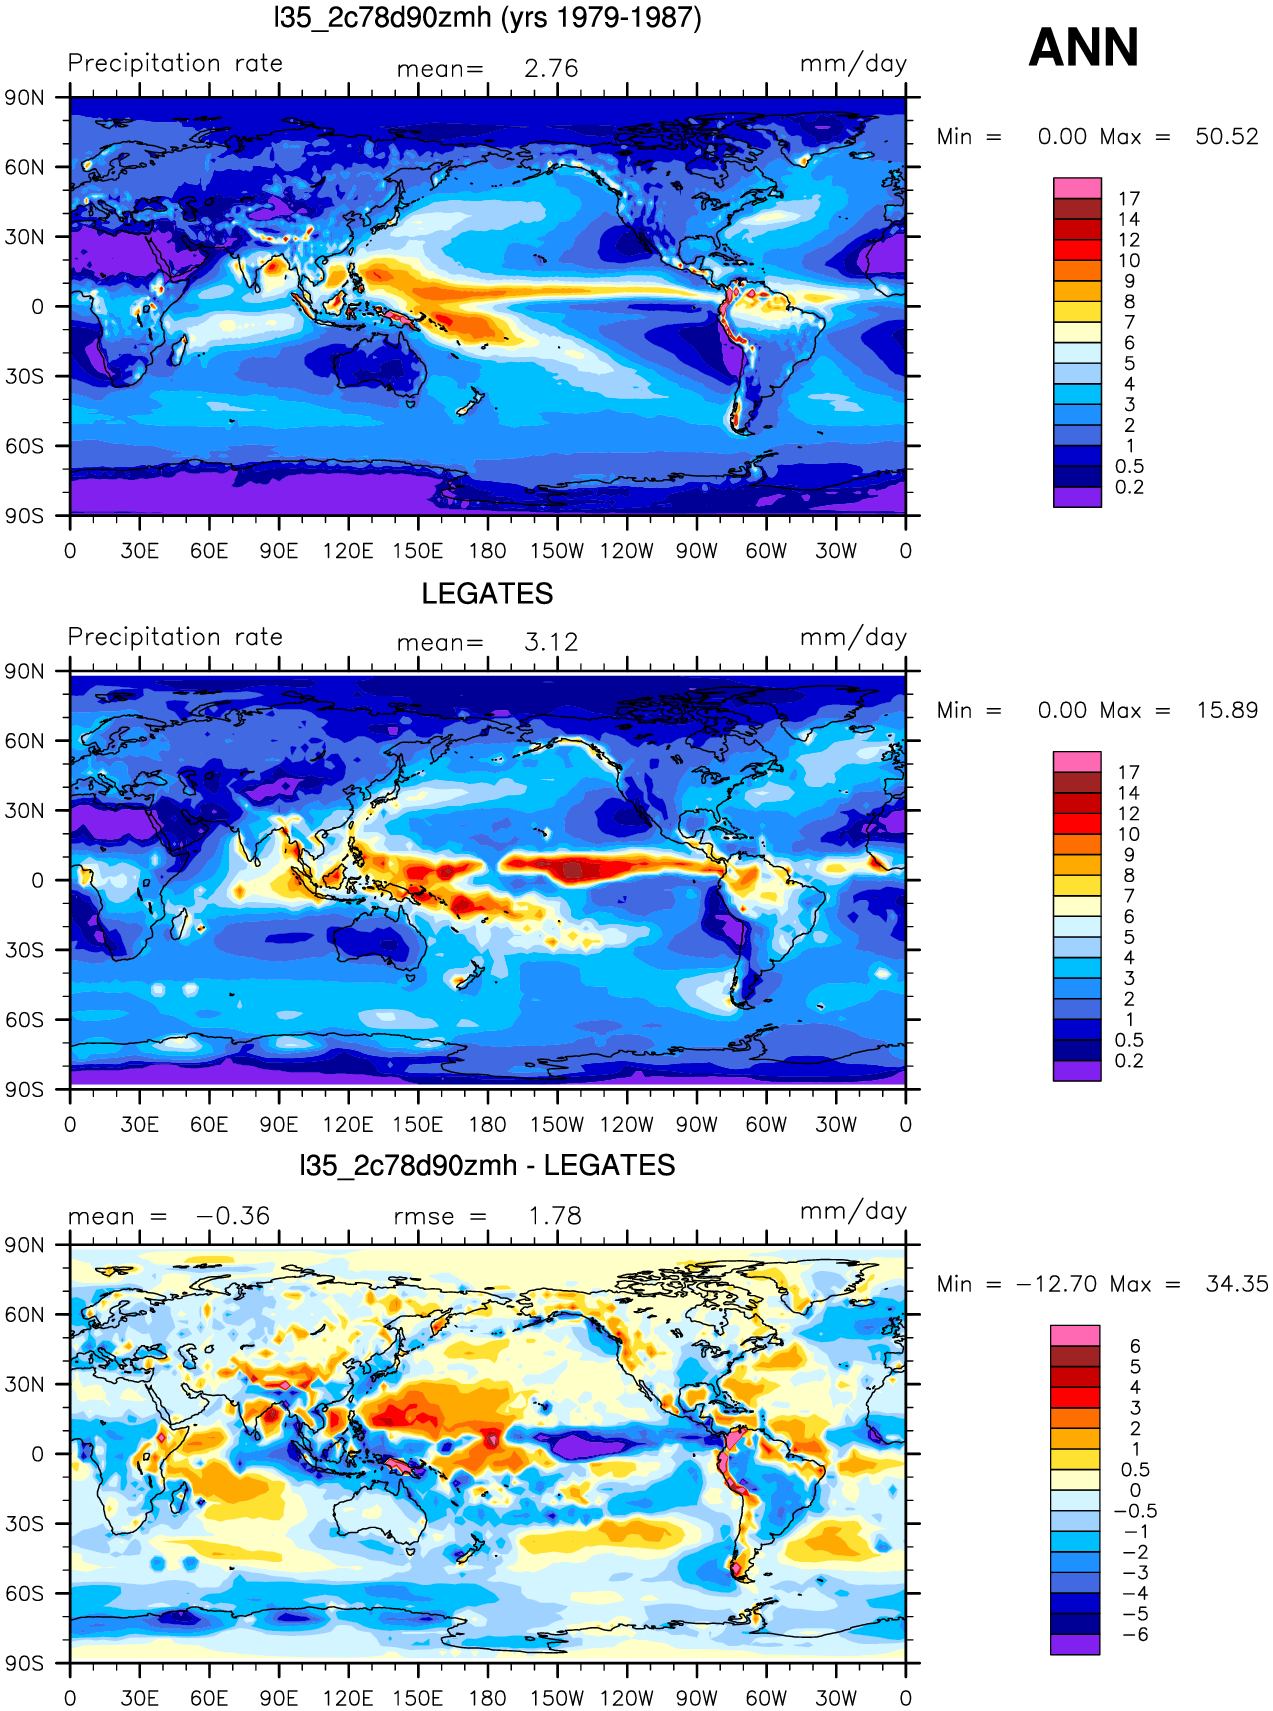 l35_2c78d90zmh (yrs 1979-1987)
ANN
Precipitation rate mean= 2.76 mm/day
Min = 0.00 Max = 50.52
90N
60N
30N
0
30S
60S
90S
0 30E 60E 90E 120E 150E 180 150W 120W 90W 60W 30W 0
17
14
12
10
9
8
7
6
5
4
3
2
1
0.5
0.2
LEGATES
Precipitation rate mean= 3.12 mm/day
Min = 0.00 Max = 15.89
90N
60N
30N
0
30S
60S
90S
0 30E 60E 90E 120E 150E 180 150W 120W 90W 60W 30W 0
17
14
12
10
9
8
7
6
5
4
3
2
1
0.5
0.2
l35_2c78d90zmh - LEGATES
mean = −0.36 rmse = 1.78 mm/day
Min = −12.70 Max = 34.35
90N
60N
30N
0
30S
60S
90S
0 30E 60E 90E 120E 150E 180 150W 120W 90W 60W 30W 0
6
5
4
3
2
1
0.5
0
−0.5
−1
−2
−3
−4
−5
−6